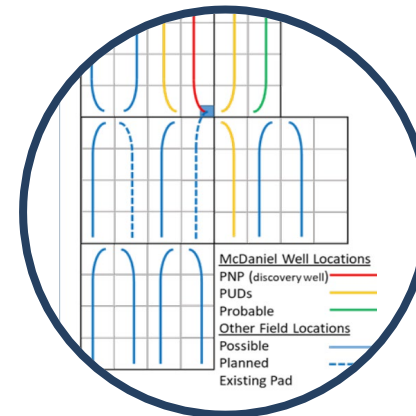 McDaniel Well Locations
PNP (discovery well)
PUDs
Probable
Other Field Locations
Possible
Planned
Existing Pad